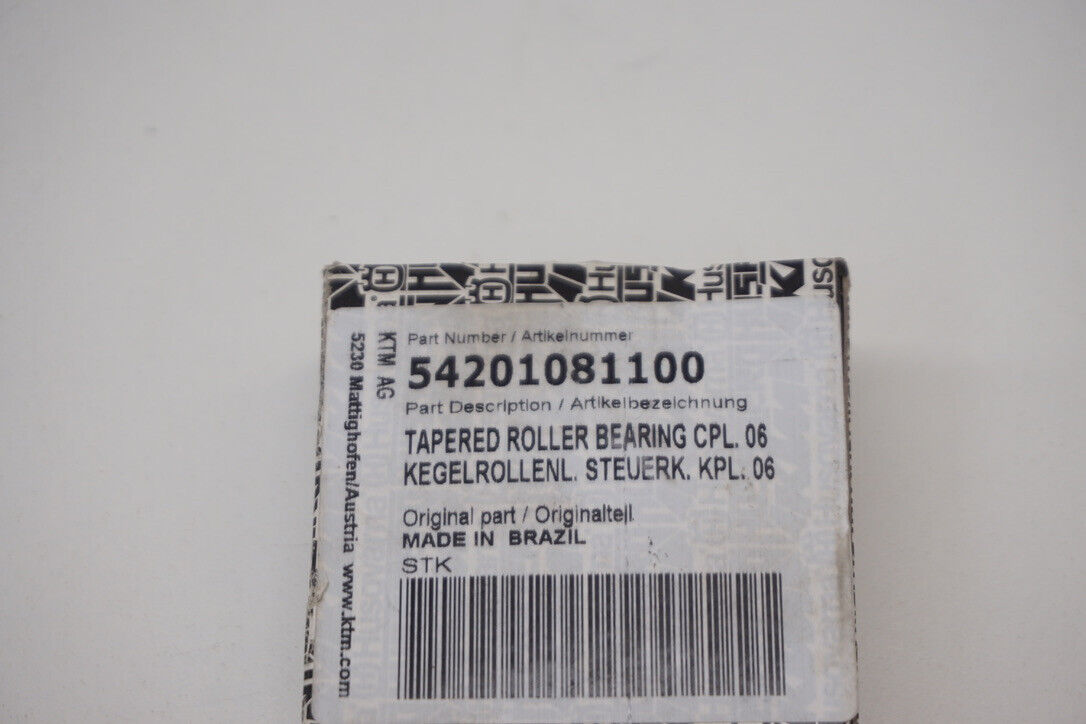 Part Number / Artikelnummer
54201081100
Part Description / Artikelbezeichnung
TAPERED ROLLER BEARING CPL. 06
KEGELROLLENL. STEUERK. KPL. 06
Original part / Originalteil
MADE IN BRAZIL
STK
KTM AG
5230 Mattighofen/Austria www.ktm.com